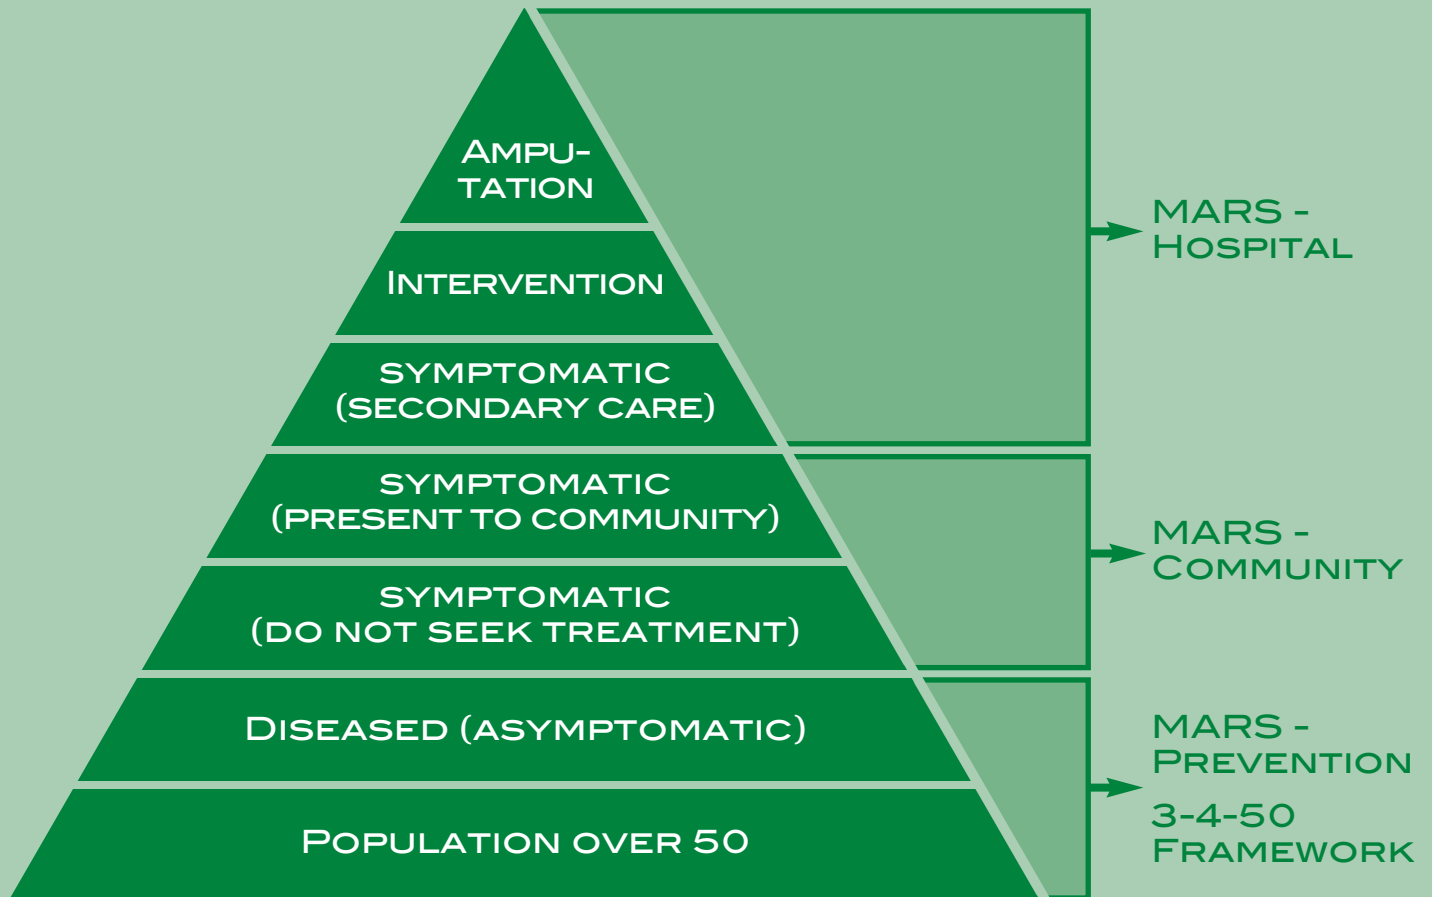 AMPU-
TATION
INTERVENTION
SYMPTOMATIC
(SECONDARY CARE)
SYMPTOMATIC
(PRESENT TO COMMUNITY)
SYMPTOMATIC
(DO NOT SEEK TREATMENT)
DISEASED (ASYMPTOMATIC)
POPULATION OVER 50
MARS -
HOSPITAL
MARS -
COMMUNITY
MARS -
PREVENTION
3-4-50
FRAMEWORK